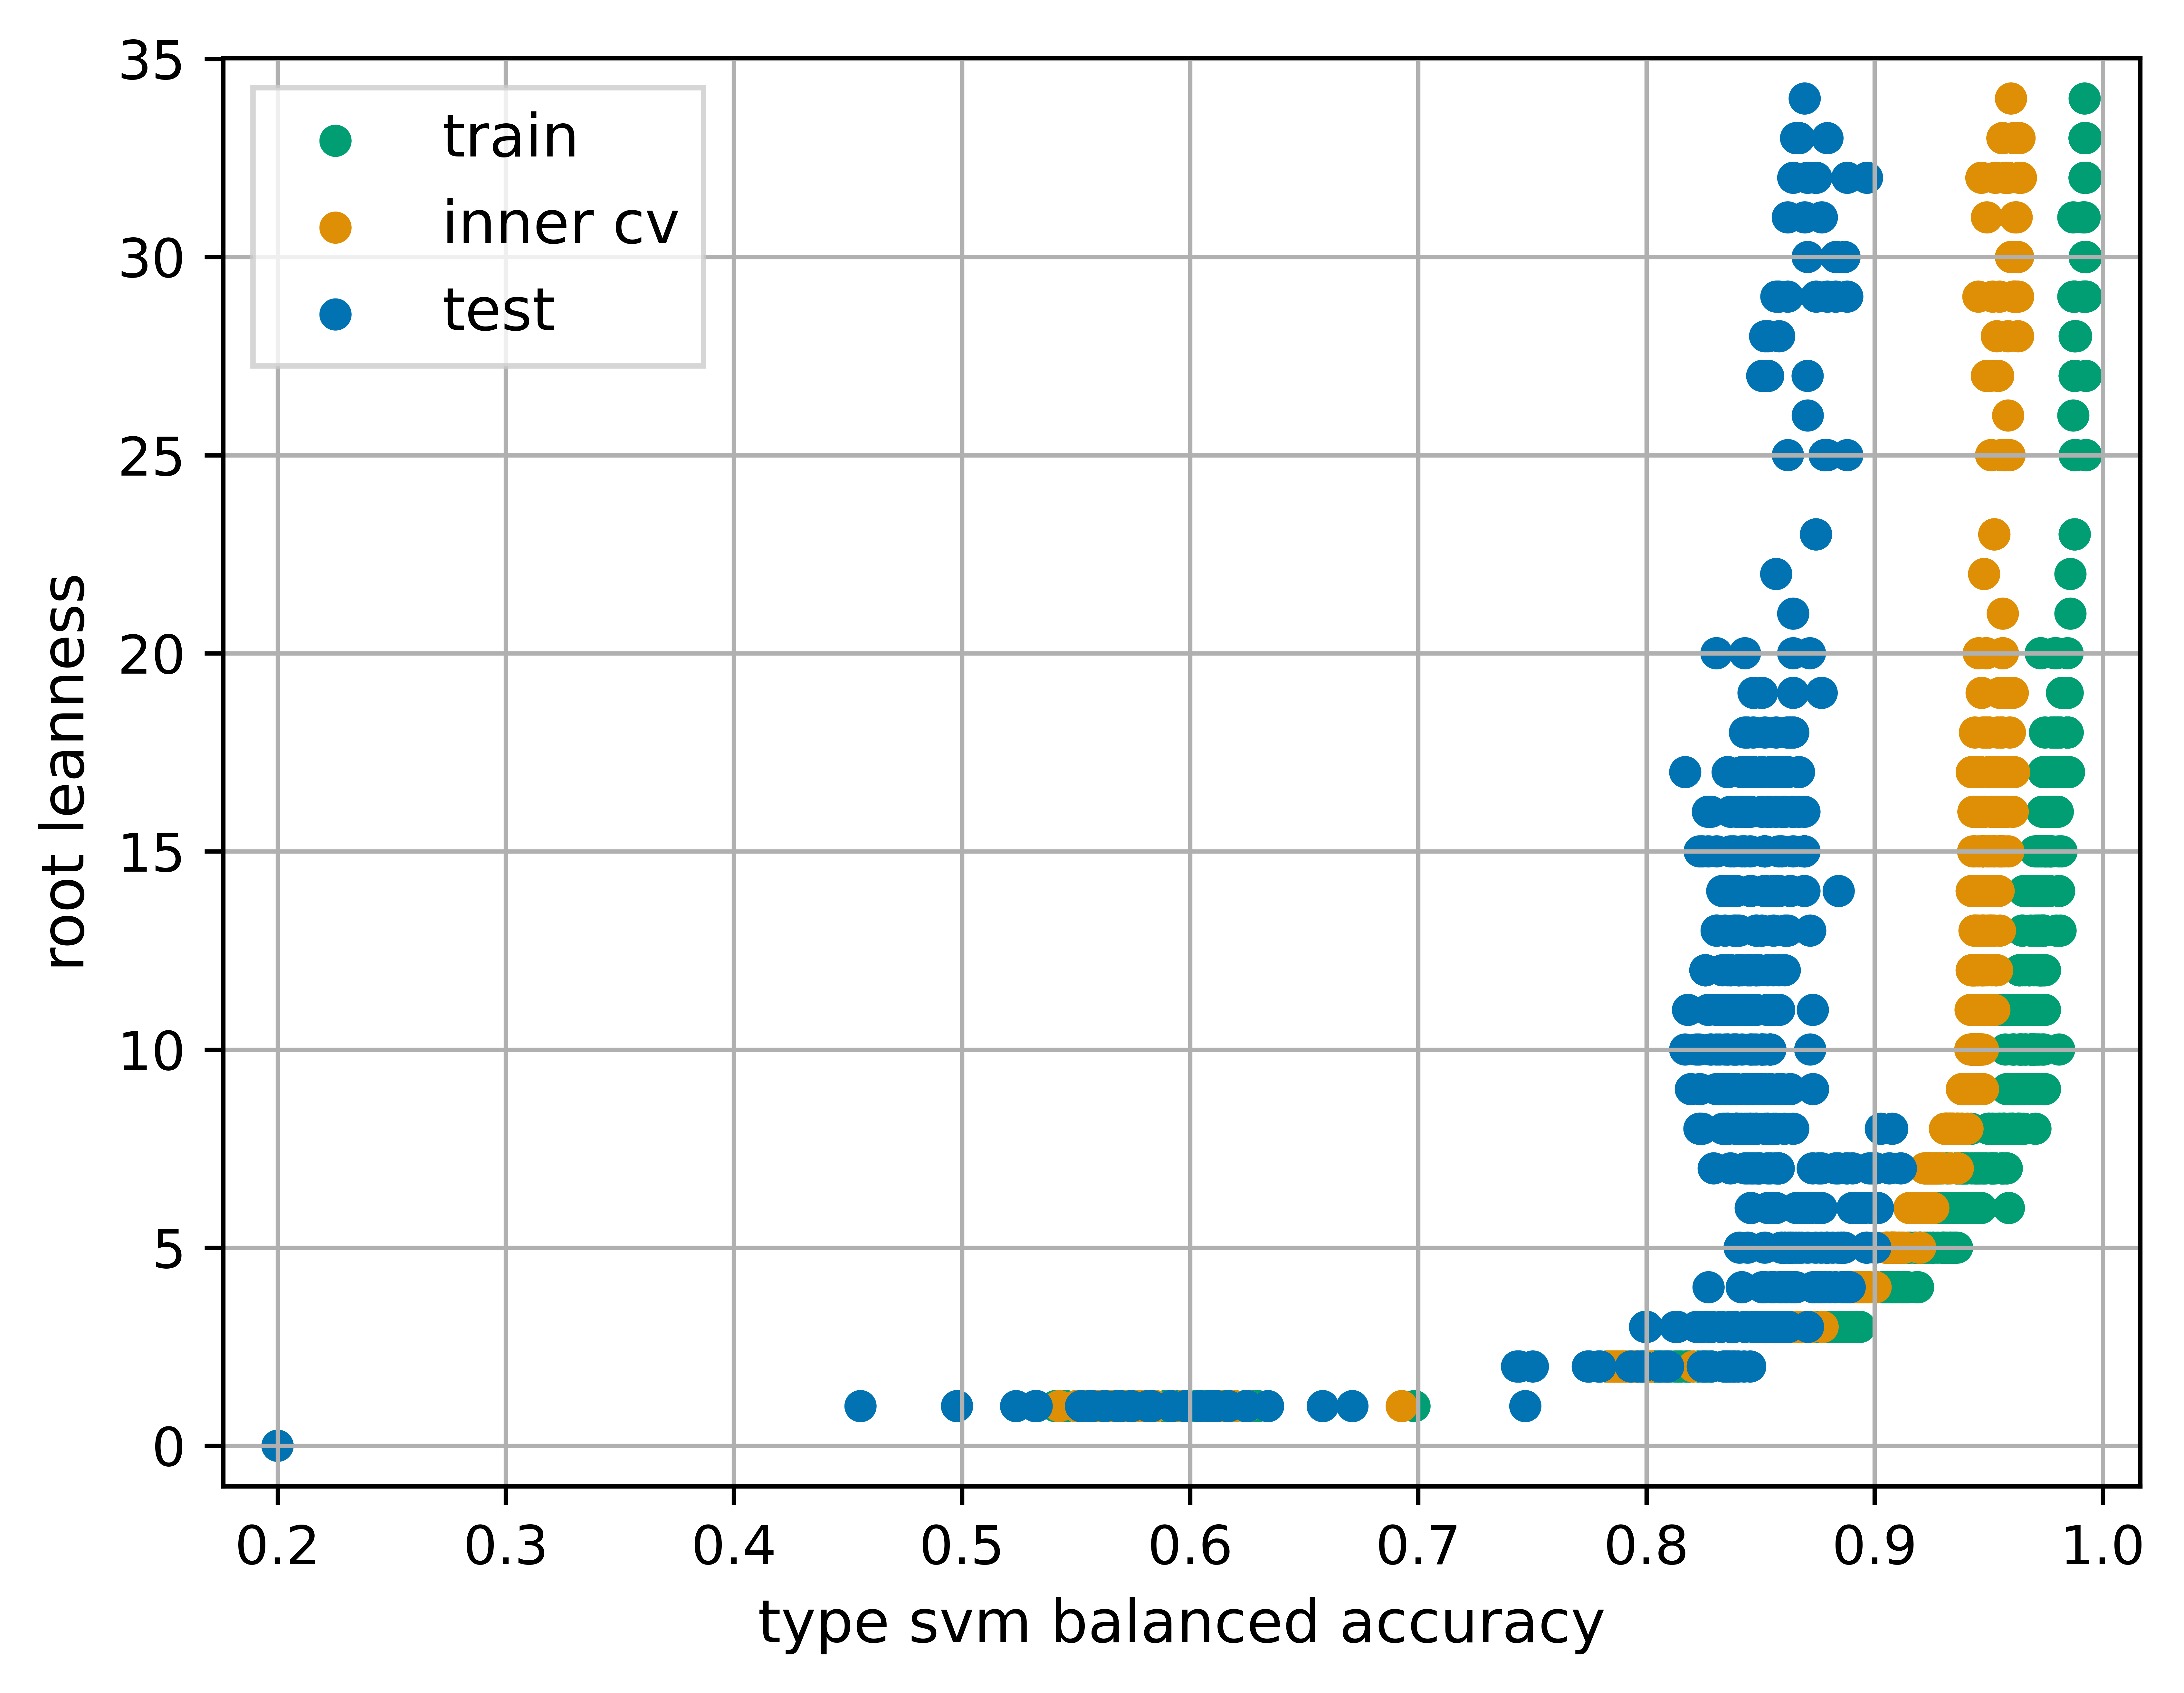 35
30
25
20
15
10
5
0
root leanness
train
inner cv
test
0.2 0.3 0.4 0.5 0.6 0.7 0.8 0.9 1.0
type svm balanced accuracy